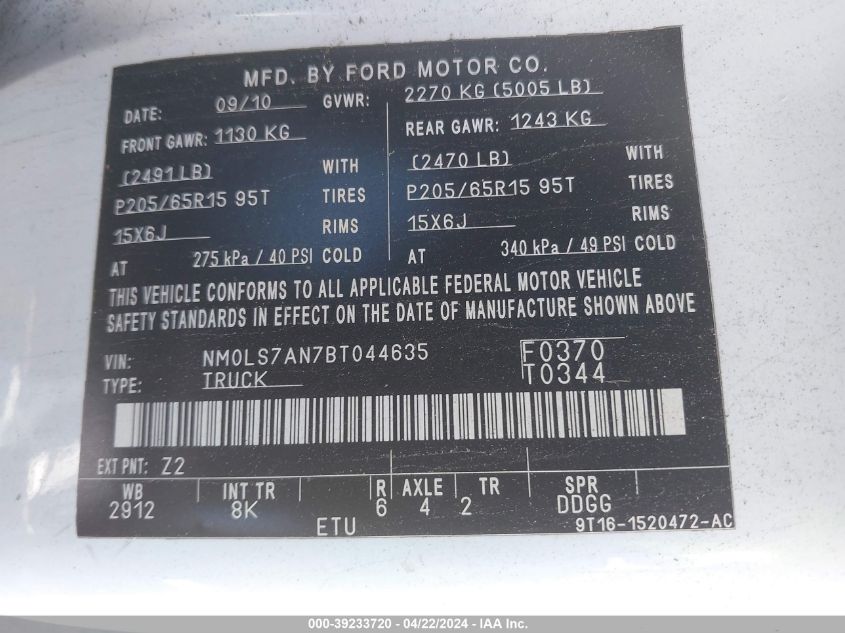 MFD. BY FORD MOTOR CO.
DATE: 09/10 GVWR: 2270 KG (5005 LB)
FRONT GAWR: 1130 KG REAR GAWR: 1243 KG
(2491 LB) WITH (2470 LB) WITH
P205/65R15 95T TIRES P205/65R15 95T TIRES
15X6J RIMS 15X6J RIMS
AT 275 kPa / 40 PSI COLD AT 340 kPa / 49 PSI COLD
THIS VEHICLE CONFORMS TO ALL APPLICABLE FEDERAL MOTOR VEHICLE
SAFETY STANDARDS IN EFFECT ON THE DATE OF MANUFACTURE SHOWN ABOVE
VIN: NM0LS7AN7BT044635 F0370
TYPE: TRUCK T0344
EXT PNT: Z2
WB INT TR R AXLE TR SPR
2912 8K 6 4 2 DDGG
ETU 9T16-1520472-AC
000-39233720 - 04/22/2024 - IAA Inc.